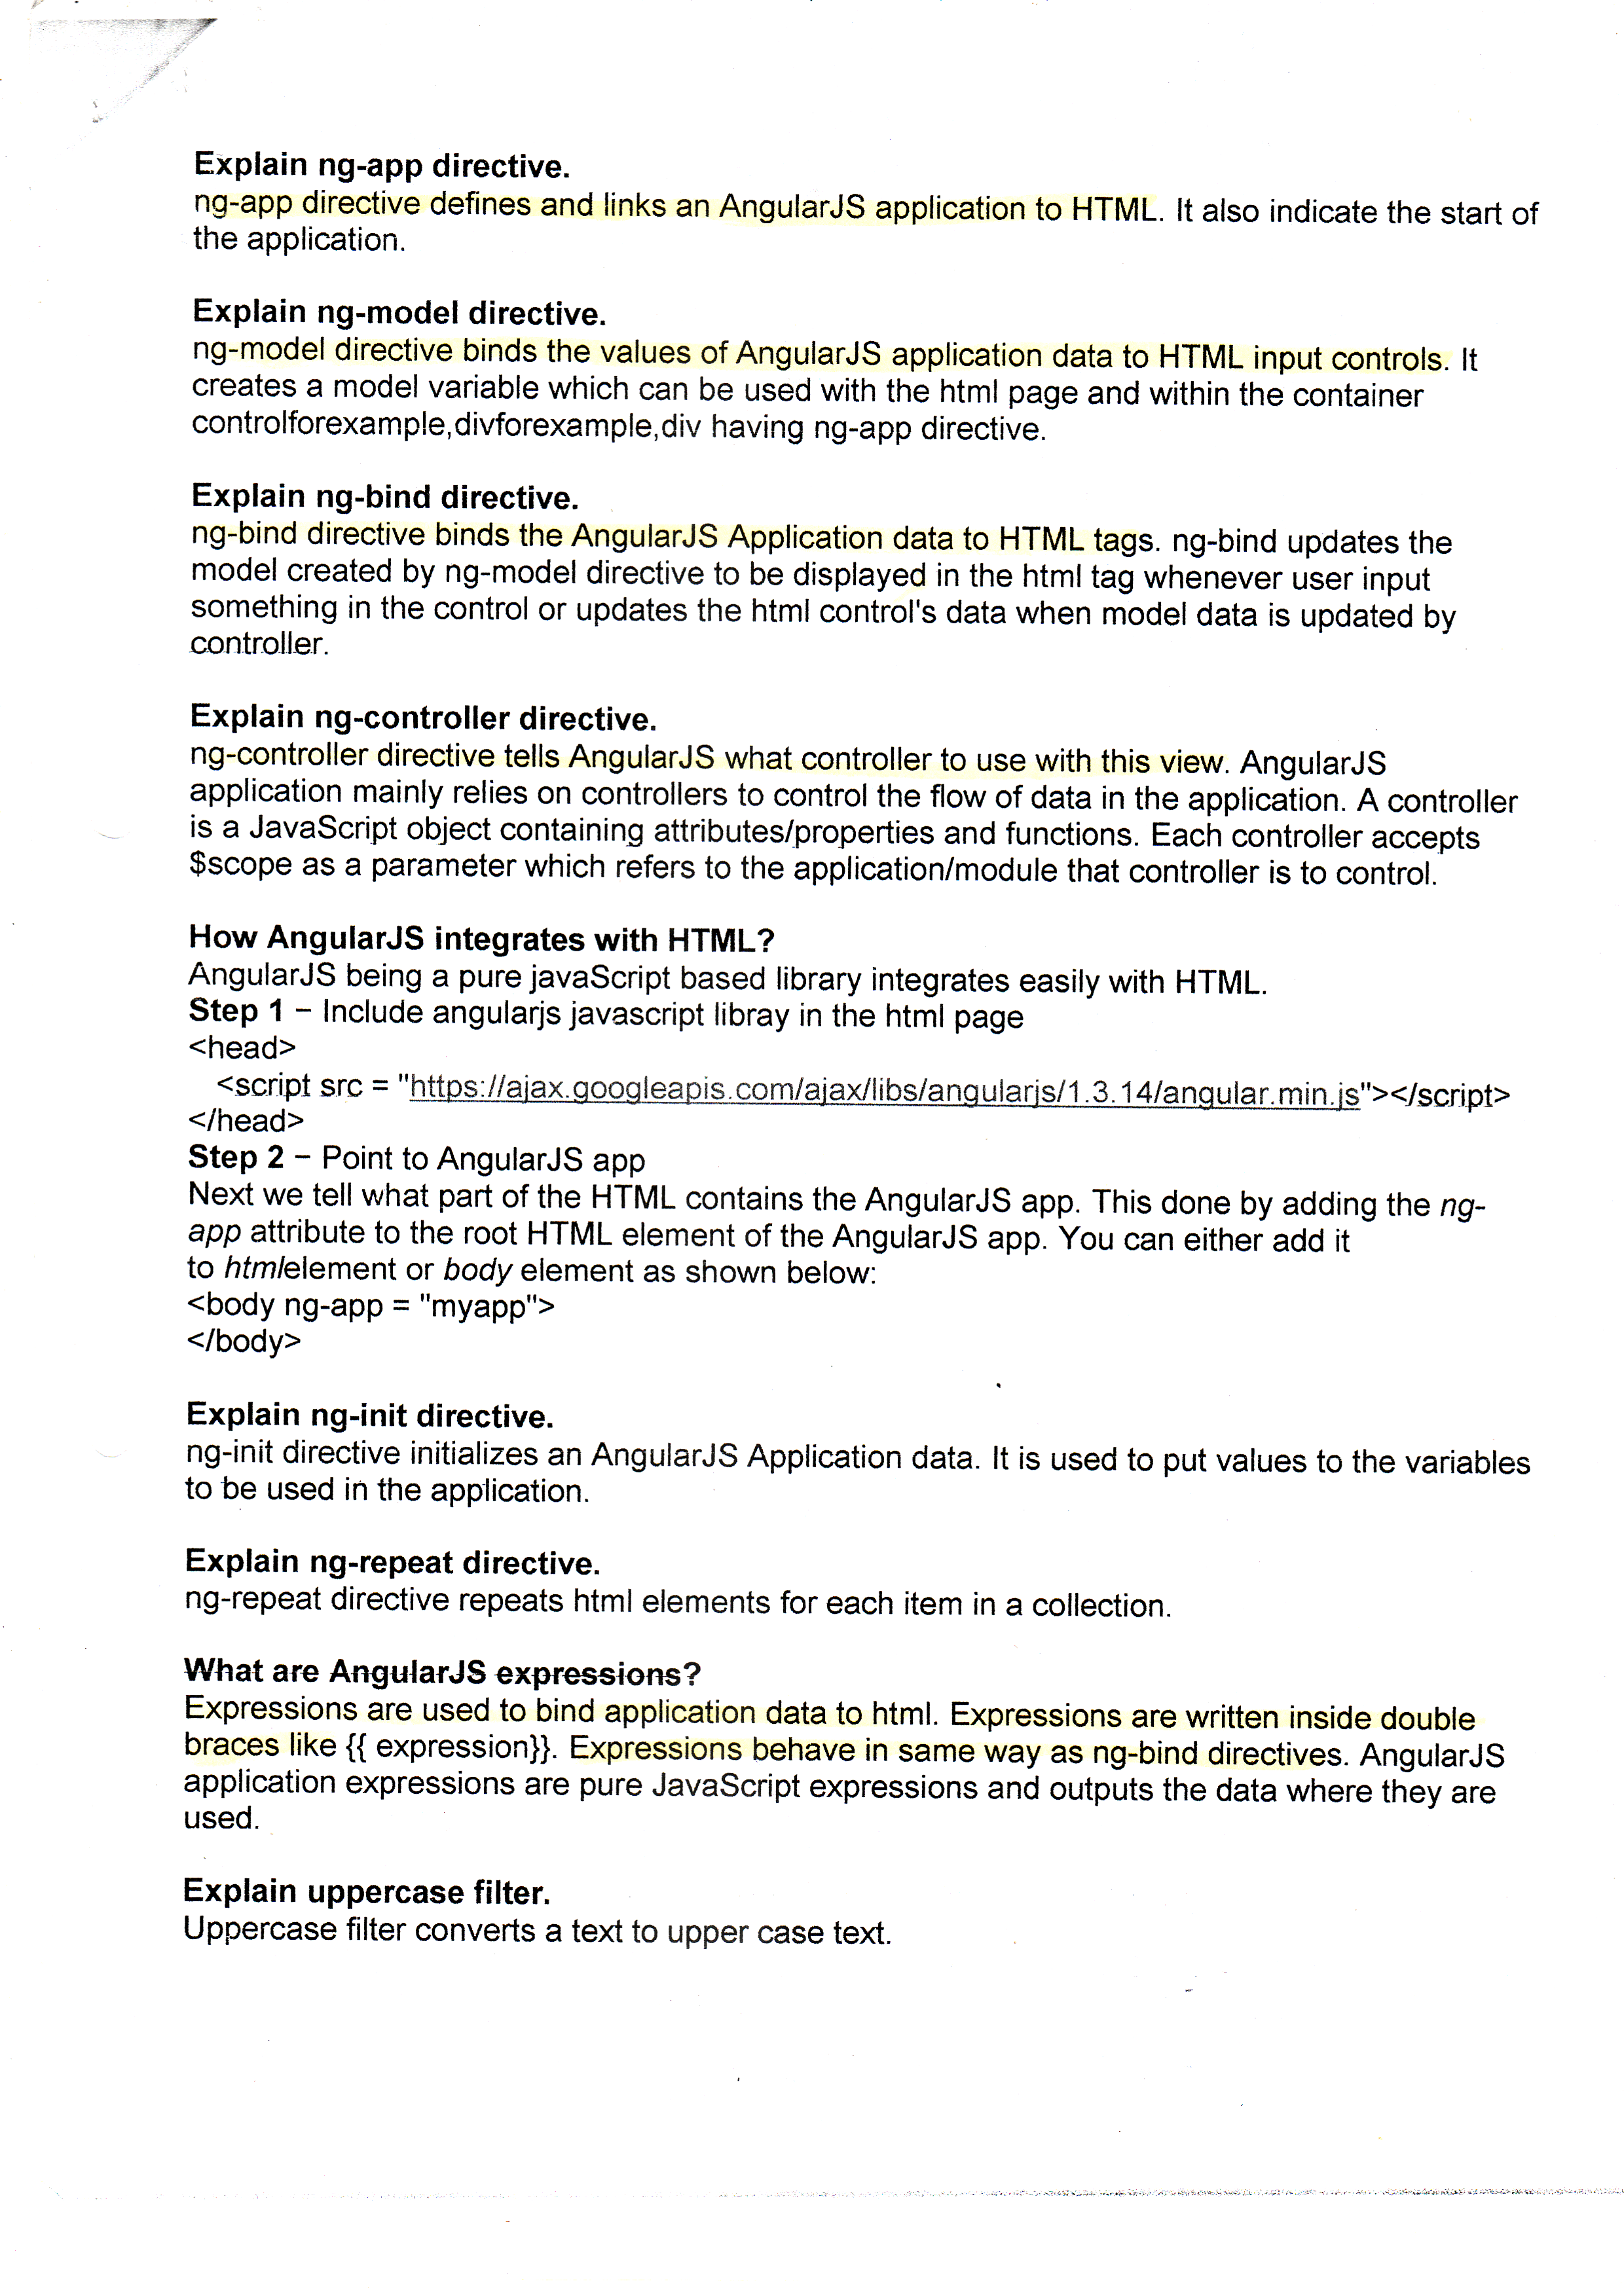 Explain ng-app directive.
ng-app directive defines and links an AngularJS application to HTML. It also indicate the start of
the application.
Explain ng-model directive.
ng-model directive binds the values of AngularJS application data to HTML input controls. It
creates a model variable which can be used with the html page and within the container
controlforexample,divforexample,div having ng-app directive.
Explain ng-bind directive.
ng-bind directive binds the AngularJS Application data to HTML tags. ng-bind updates the
model created by ng-model directive to be displayed in the html tag whenever user input
something in the control or updates the html control's data when model data is updated by
controller.
Explain ng-controller directive.
ng-controller directive tells AngularJS what controller to use with this view. AngularJS
application mainly relies on controllers to control the flow of data in the application. A controller
is a JavaScript object containing attributes/properties and functions. Each controller accepts
$scope as a parameter which refers to the application/module that controller is to control.
How AngularJS integrates with HTML?
AngularJS being a pure javaScript based library integrates easily with HTML.
Step 1 − Include angularjs javascript libray in the html page
<head>
<script src = "https://ajax.googleapis.com/ajax/libs/angularjs/1.3.14/angular.min.js"></script>
</head>
Step 2 − Point to AngularJS app
Next we tell what part of the HTML contains the AngularJS app. This done by adding the ng-
app attribute to the root HTML element of the AngularJS app. You can either add it
to htmlelement or body element as shown below:
<body ng-app = "myapp">
</body>
Explain ng-init directive.
ng-init directive initializes an AngularJS Application data. It is used to put values to the variables
to be used in the application.
Explain ng-repeat directive.
ng-repeat directive repeats html elements for each item in a collection.
What are AngularJS expressions?
Expressions are used to bind application data to html. Expressions are written inside double
braces like {{ expression}}. Expressions behave in same way as ng-bind directives. AngularJS
application expressions are pure JavaScript expressions and outputs the data where they are
used.
Explain uppercase filter.
Uppercase filter converts a text to upper case text.